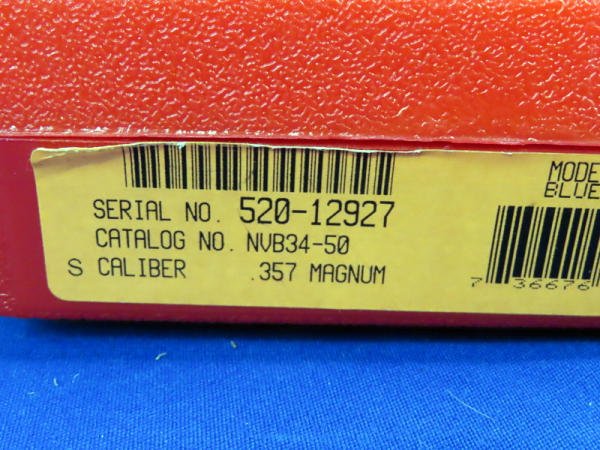 SERIAL NO. 520-12927
CATALOG NO. NVB34-50
S CALIBER .357 MAGNUM
MODE
BLUE
7 36676